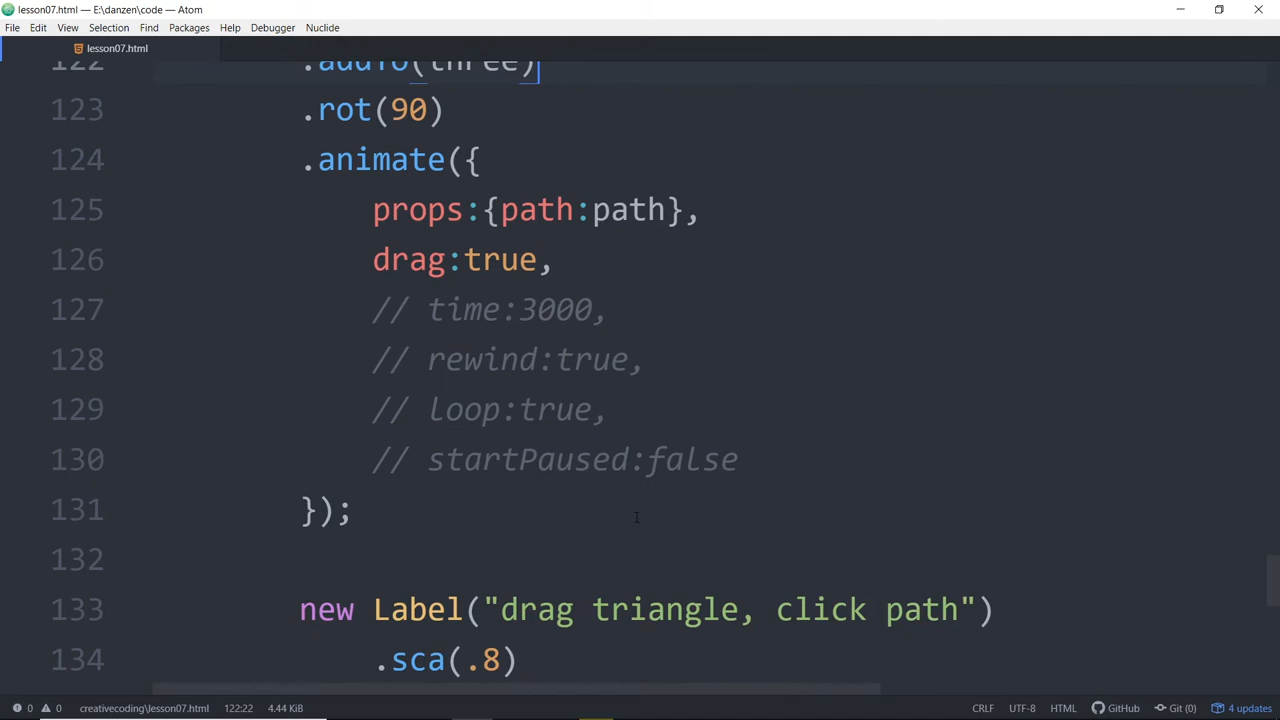 lesson07.html — E:\danzen\code — Atom
File Edit View Selection Find Packages Help Debugger Nuclide
lesson07.html
122 .addTo(three)
123 .rot(90)
124 .animate({
125 props:{path:path},
126 drag:true,
127 // time:3000,
128 // rewind:true,
129 // loop:true,
130 // startPaused:false
131 });
132
133 new Label("drag triangle, click path")
134 .sca(.8)
0 0 creativecoding\lesson07.html 122:22 4.44 KiB CRLF UTF-8 HTML GitHub Git (0) 4 updates